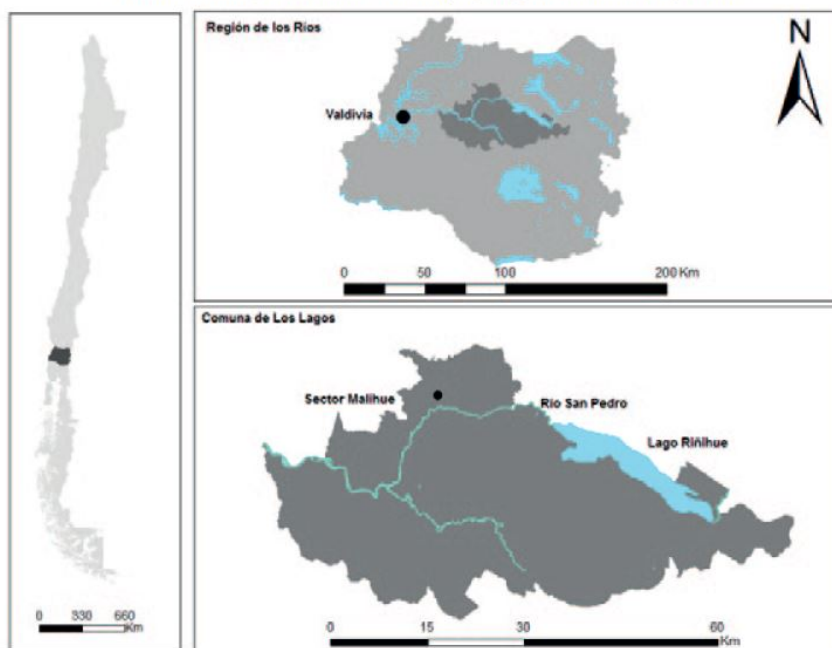 Región de los Ríos
N
Valdivia
0 50 100 200 Km
Comuna de Los Lagos
Sector Malihue
Río San Pedro
Lago Riñihue
0 330 660
Km
0 15 30 60
Km